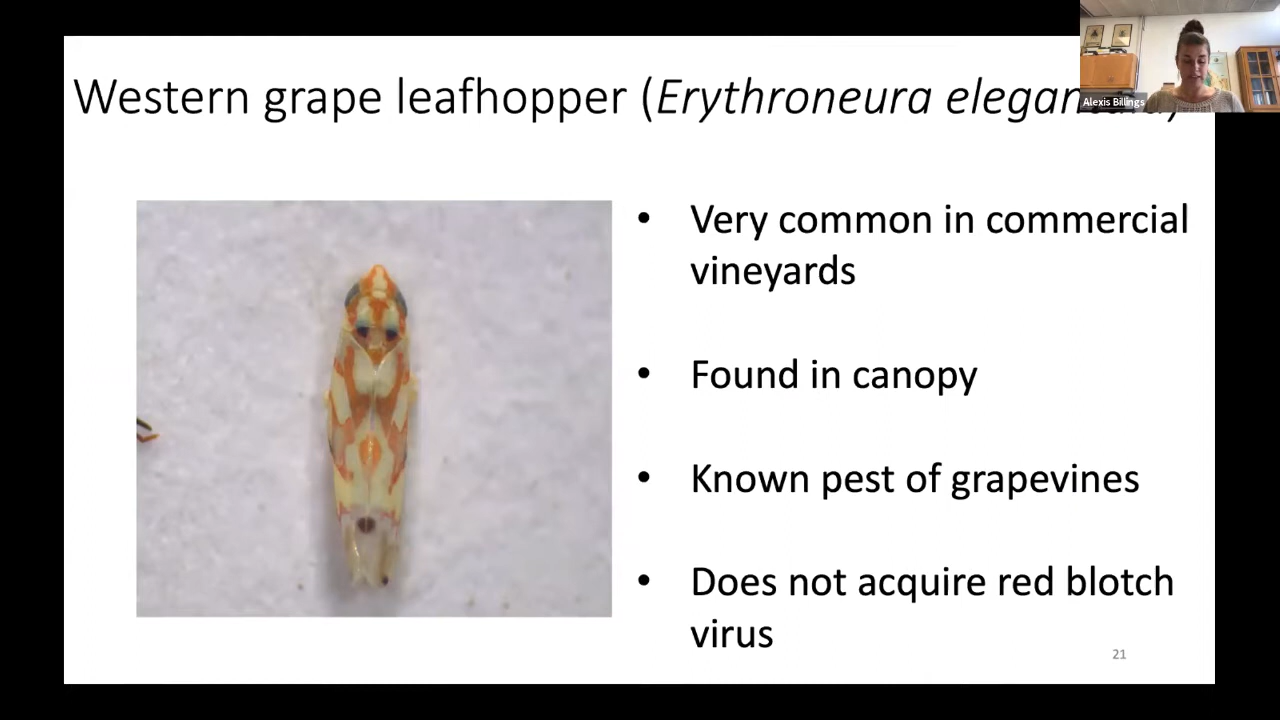 Western grape leafhopper (Erythroneura
Alexis Billings
• Very common in commercial
vineyards
• Found in canopy
• Known pest of grapevines
• Does not acquire red blotch
virus
21